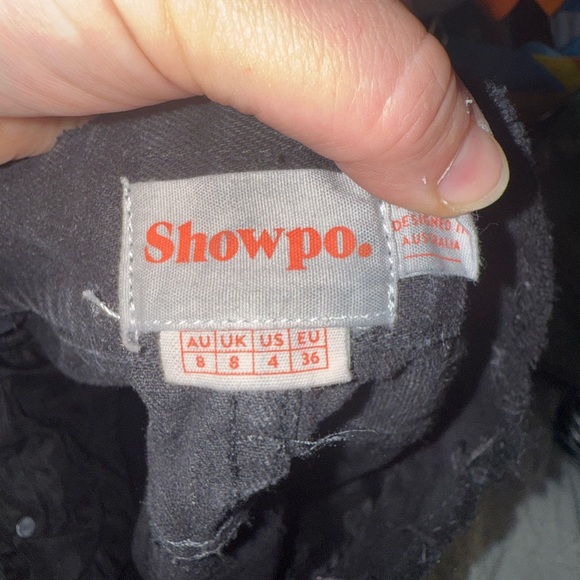 Showpo.
DESIGNED IN
AUSTRALIA
AU UK US EU
8 8 4 36